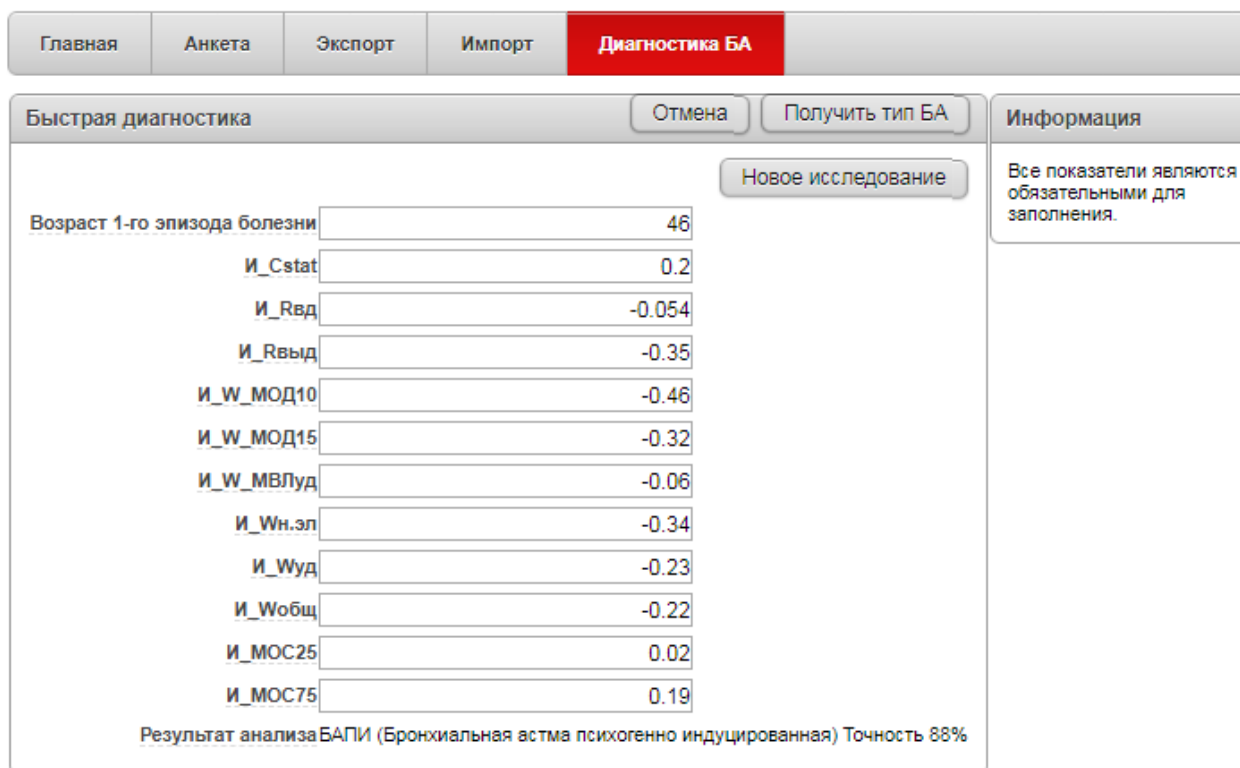 Главная Анкета Экспорт Импорт Диагностика БА
Быстрая диагностика Отмена Получить тип БА
Новое исследование
Возраст 1-го эпизода болезни 46
И_Cstat 0.2
И_Rвд -0.054
И_Rвыд -0.35
И_W_МОД10 -0.46
И_W_МОД15 -0.32
И_W_МВЛуд -0.06
И_Wн.эл -0.34
И_Wуд -0.23
И_Wобщ -0.22
И_МОС25 0.02
И_МОС75 0.19
Результат анализа БАПИ (Бронхиальная астма психогенно индуцированная) Точность 88%
Информация
Все показатели являются
обязательными для
заполнения.